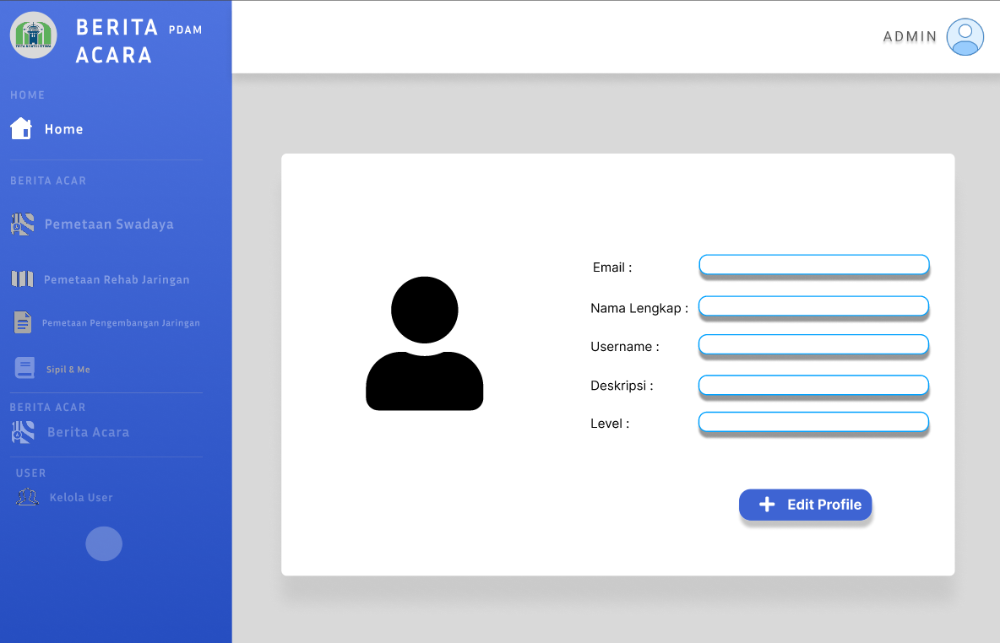 BERITA PDAM
ACARA
ADMIN
HOME
Home
BERITA ACAR
Pemetaan Swadaya
Pemetaan Rehab Jaringan
Pemetaan Pengembangan Jaringan
Sipil & Me
BERITA ACAR
Berita Acara
USER
Kelola User
Email :
Nama Lengkap :
Username :
Deskripsi :
Level :
Edit Profile